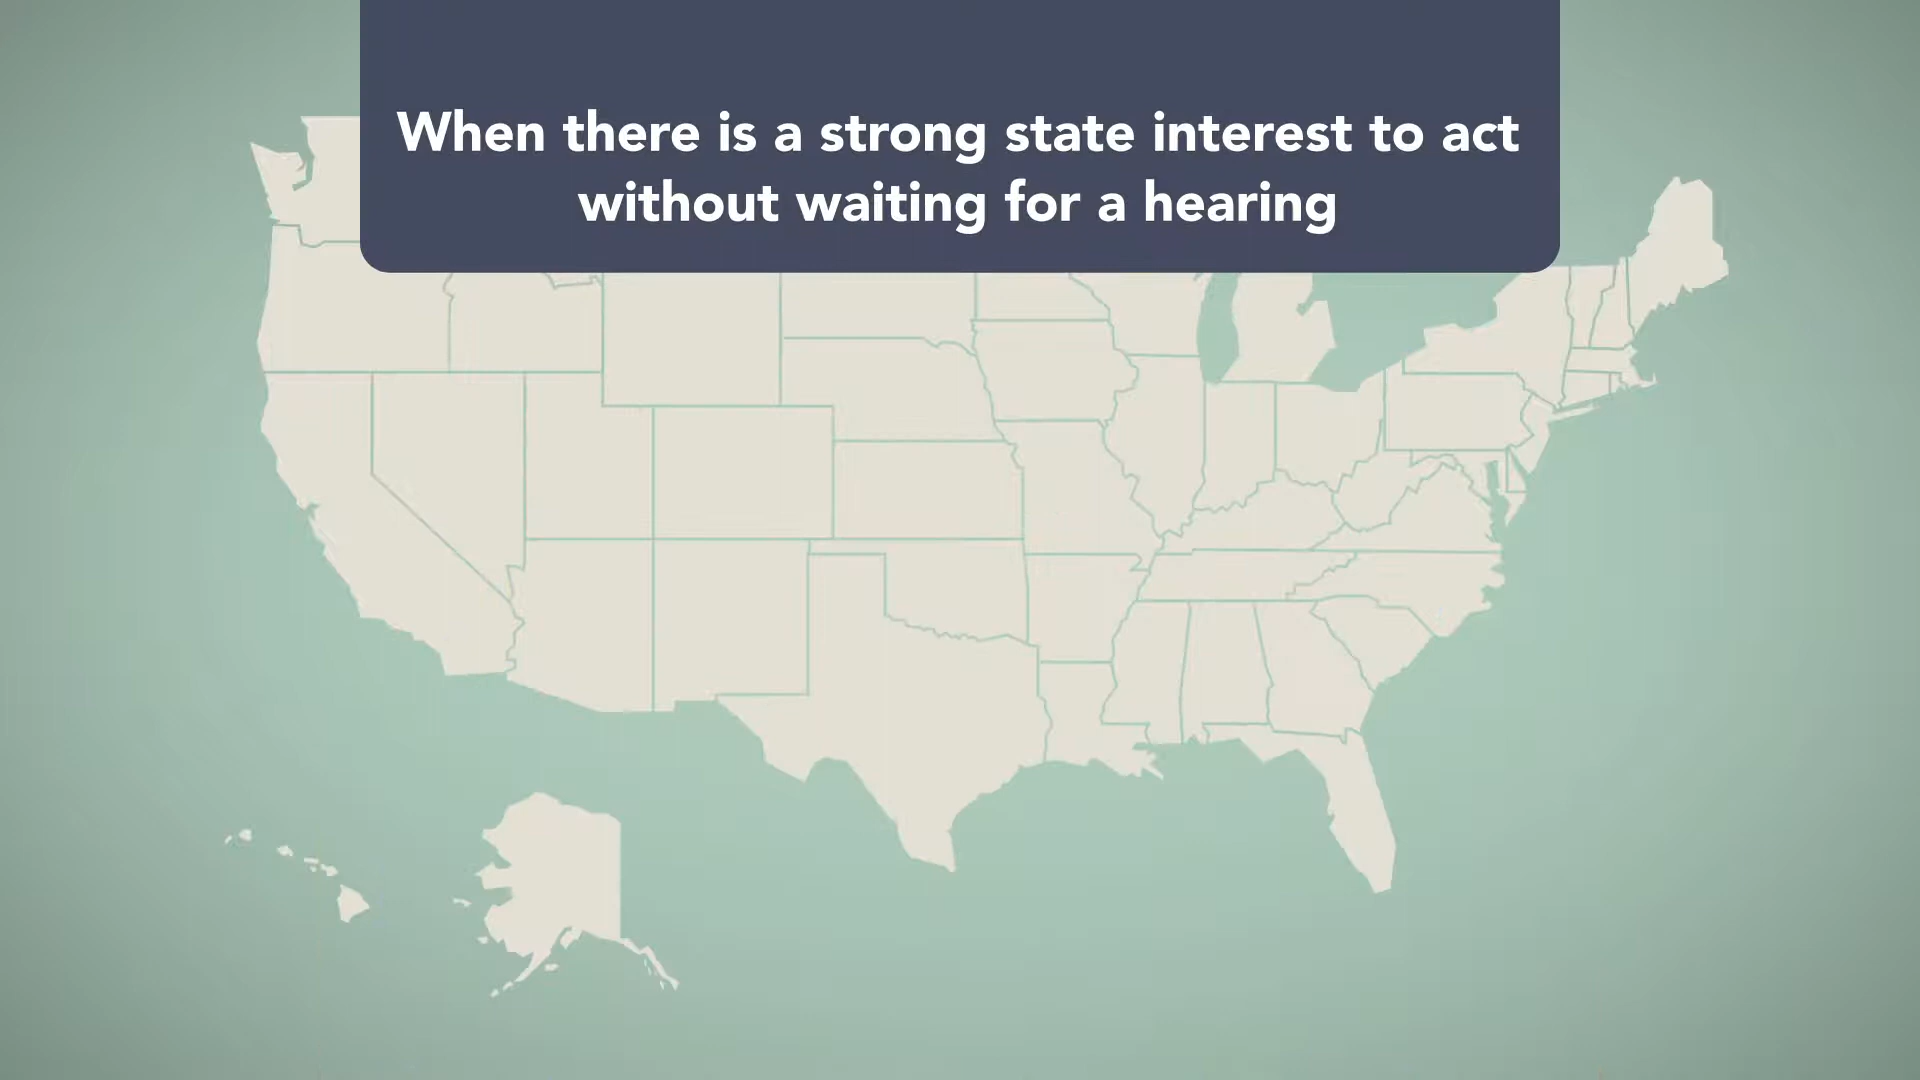 When there is a strong state interest to act
without waiting for a hearing